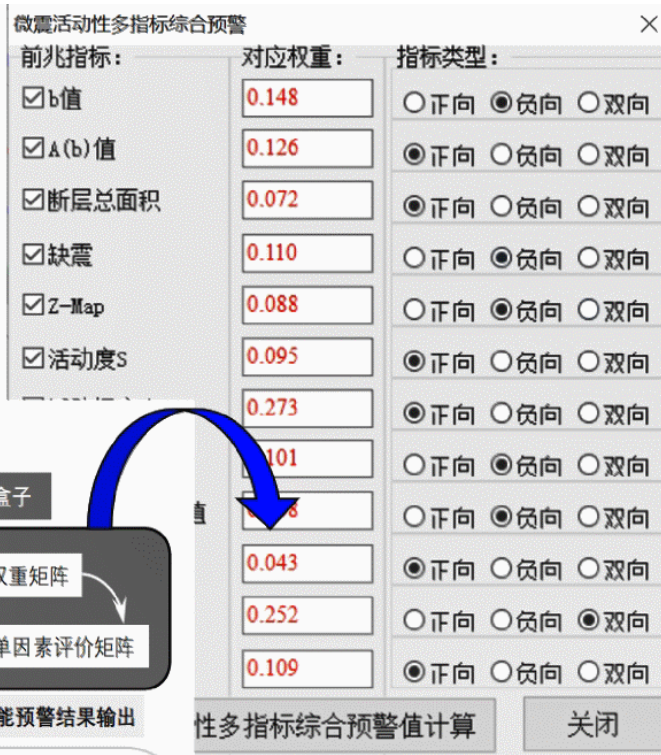 微震活动性多指标综合预警
前兆指标: 对应权重: 指标类型:
b值 0.148 正向 负向 双向
A(b)值 0.126 正向 负向 双向
断层总面积 0.072 正向 负向 双向
缺震 0.110 正向 负向 双向
Z-Map 0.088 正向 负向 双向
活动度S 0.095 正向 负向 双向
0.273 正向 负向 双向
101 正向 负向 双向
盒子
值 8 正向 负向 双向
权重矩阵 0.043 正向 负向 双向
0.252 正向 负向 双向
单因素评价矩阵
0.109 正向 负向 双向
能预警结果输出
性多指标综合预警值计算 关闭